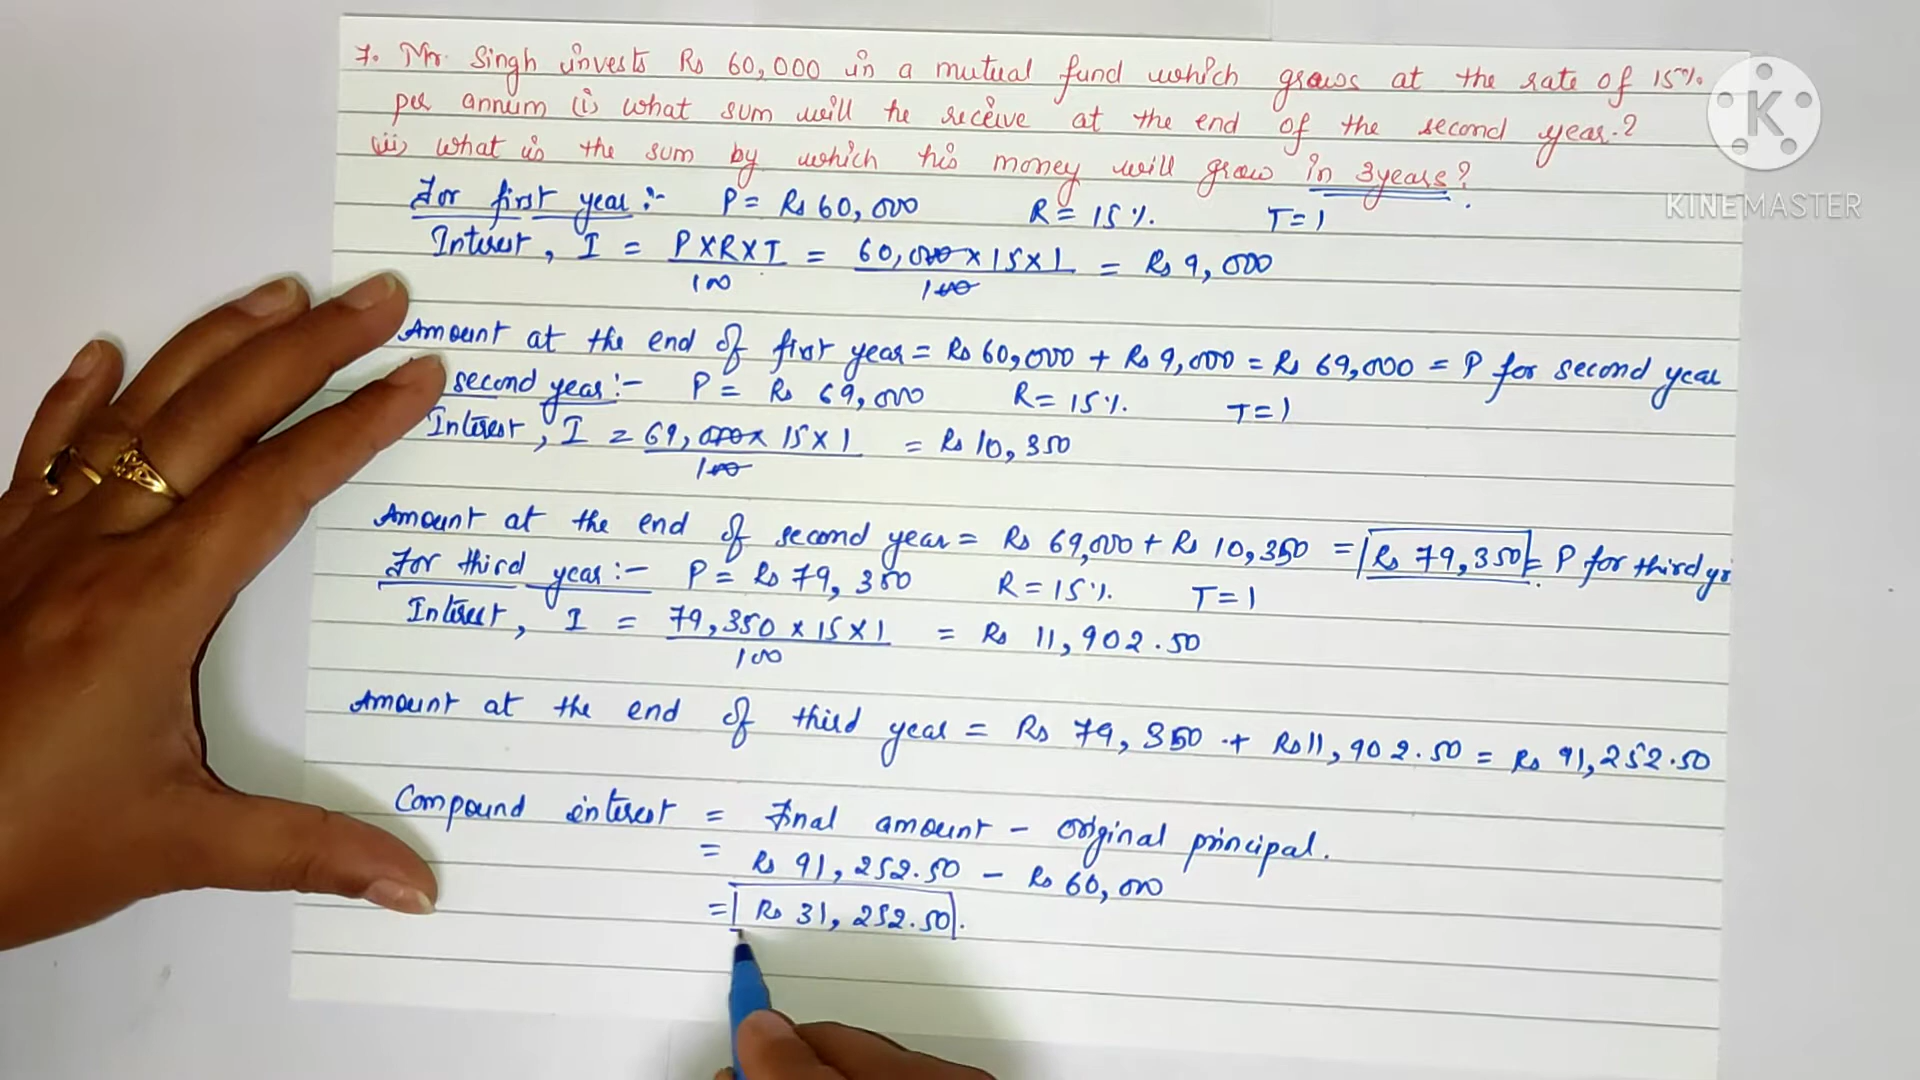 7. Mr. Singh invests Rs 60,000 in a mutual fund which grows at the rate of 15%
per annum (i) what sum will he receive at the end of the second year.?
(ii) what is the sum by which his money will grow in 3years?
For first year:- P = Rs 60,000 R = 15%. T=1
Interest, I = P×R×T/100 = 60,000×15×1/100 = Rs 9,000
Amount at the end of first year = Rs 60,000 + Rs 9,000 = Rs 69,000 = P for second year
second year:- P = Rs 69,000 R= 15%. T=1
Interest, I = 69,000×15×1/100 = Rs 10,350
Amount at the end of second year = Rs 69,000 + Rs 10,350 = Rs 79,350 = P for third yr
For third year:- P = Rs 79,350 R = 15%. T=1
Interest, I = 79,350×15×1/100 = Rs 11,902.50
Amount at the end of third year = Rs 79,350 + Rs 11,902.50 = Rs 91,252.50
Compound interest = final amount - original principal.
= Rs 91,252.50 - Rs 60,000
= Rs 31,252.50.
K
KINEMASTER